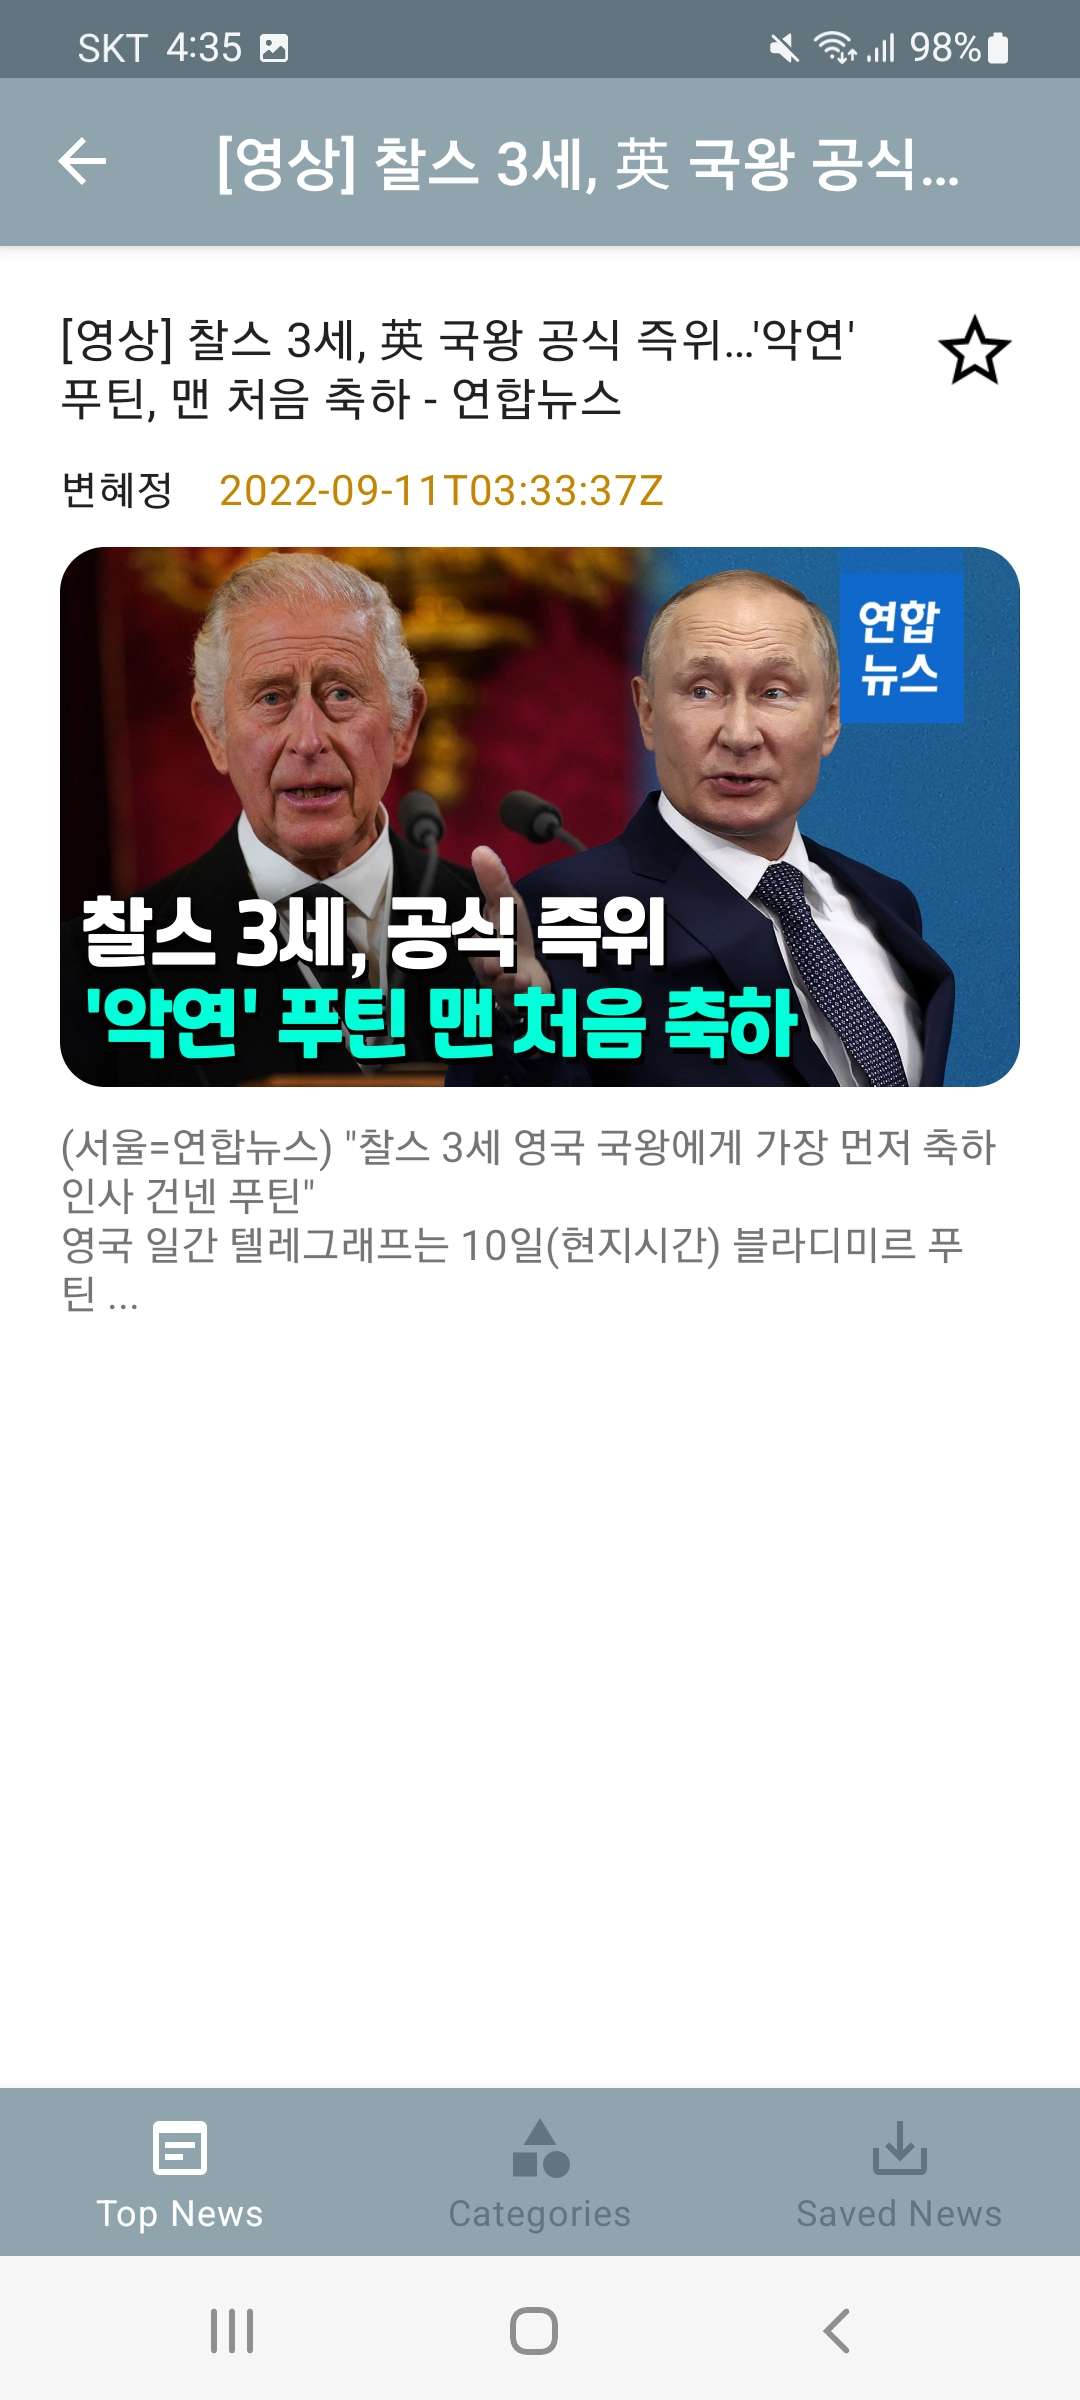 SKT 4:35
98%
[영상] 찰스 3세, 英 국왕 공식...
[영상] 찰스 3세, 英 국왕 공식 즉위...'악연'
푸틴, 맨 처음 축하 - 연합뉴스
변혜정 2022-09-11T03:33:37Z
연합
뉴스
찰스 3세, 공식 즉위
'악연' 푸틴 맨 처음 축하
(서울=연합뉴스) "찰스 3세 영국 국왕에게 가장 먼저 축하
인사 건넨 푸틴"
영국 일간 텔레그래프는 10일(현지시간) 블라디미르 푸
틴 ...
Top News
Categories
Saved News